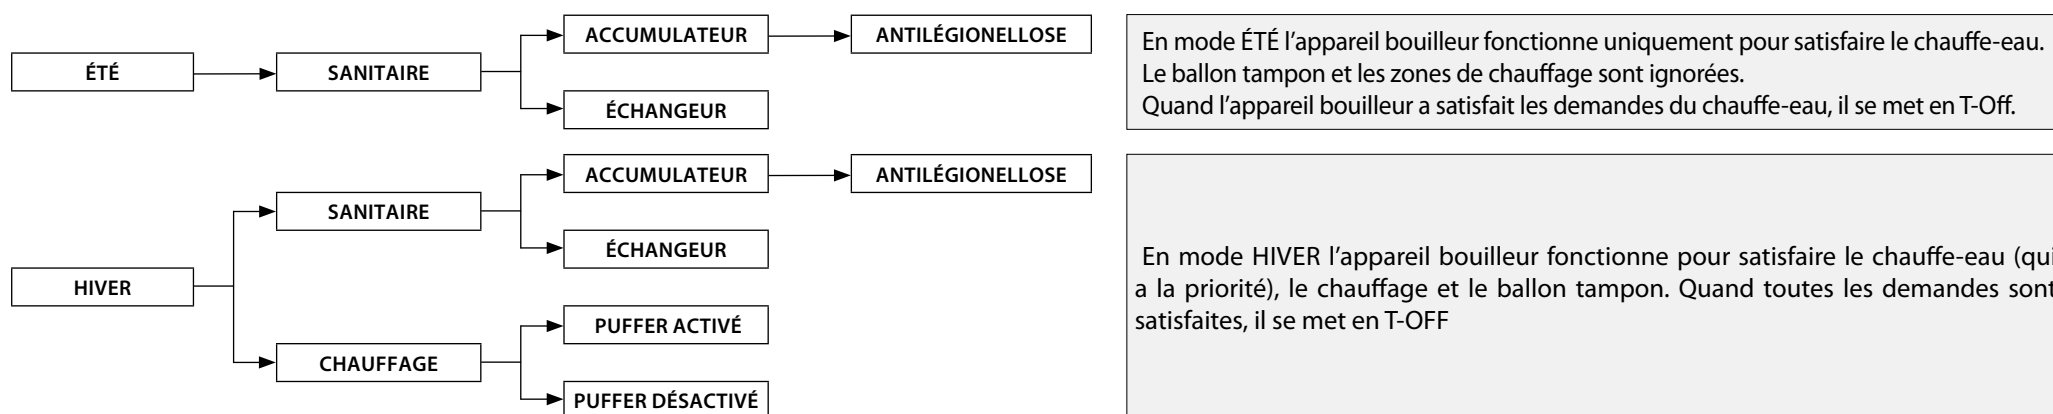 ÉTÉ
SANITAIRE
ACCUMULATEUR
ANTILÉGIONELLOSE
ÉCHANGEUR
En mode ÉTÉ l’appareil bouilleur fonctionne uniquement pour satisfaire le chauffe-eau.
Le ballon tampon et les zones de chauffage sont ignorées.
Quand l’appareil bouilleur a satisfait les demandes du chauffe-eau, il se met en T-Off.
HIVER
SANITAIRE
ACCUMULATEUR
ANTILÉGIONELLOSE
ÉCHANGEUR
CHAUFFAGE
PUFFER ACTIVÉ
PUFFER DÉSACTIVÉ
En mode HIVER l’appareil bouilleur fonctionne pour satisfaire le chauffe-eau (qui
a la priorité), le chauffage et le ballon tampon. Quand toutes les demandes sont
satisfaites, il se met en T-OFF